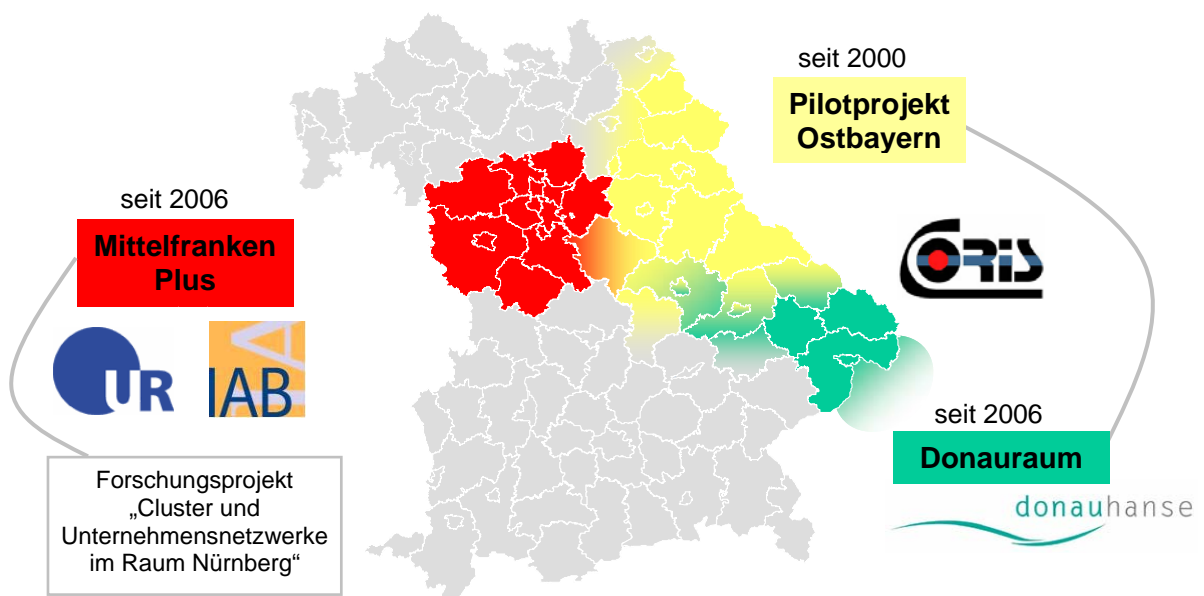 seit 2000
Pilotprojekt
Ostbayern
seit 2006
Mittelfranken
Plus
CORIS
UR
IAB
seit 2006
Donauraum
donauhanse
Forschungsprojekt
„Cluster und
Unternehmensnetzwerke
im Raum Nürnberg“